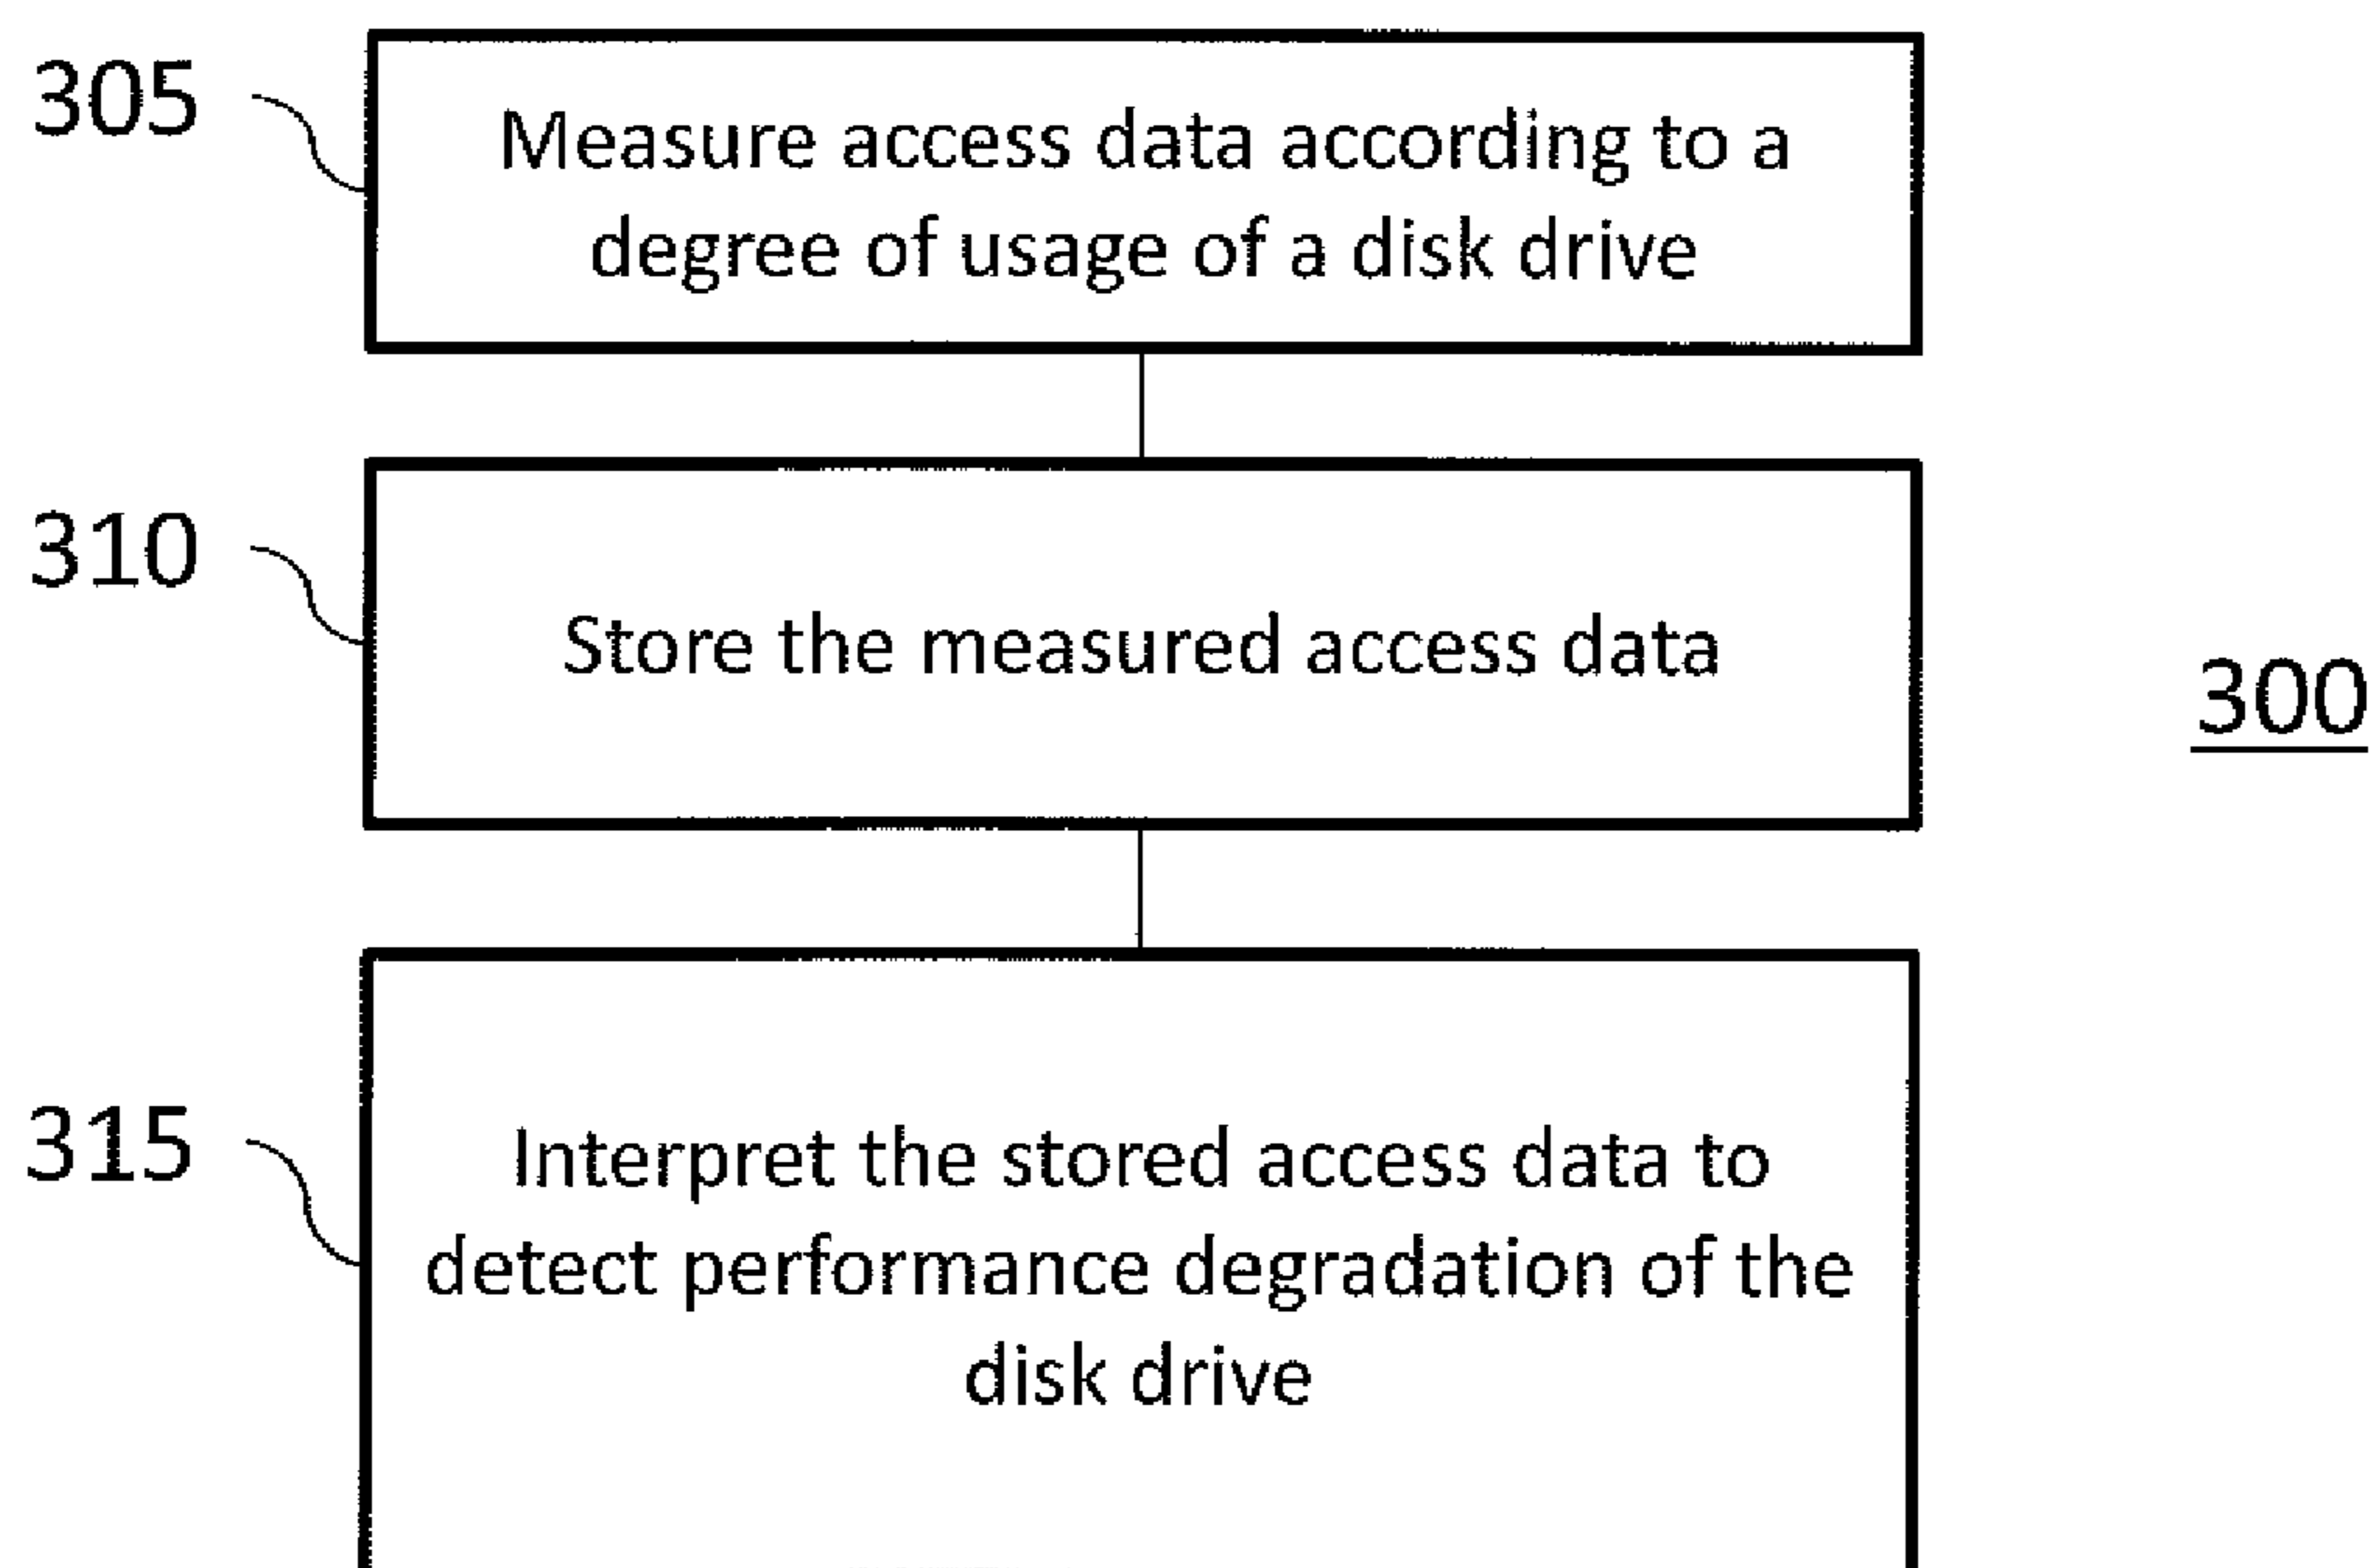 305
Measure access data according to a
degree of usage of a disk drive
310
Store the measured access data
300
315
Interpret the stored access data to
detect performance degradation of the
disk drive